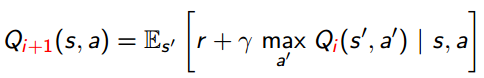 Q_{i+1}(s, a) = 𝔼_{s'} [ r + γ max_{a'} Q_i(s', a') | s, a ]